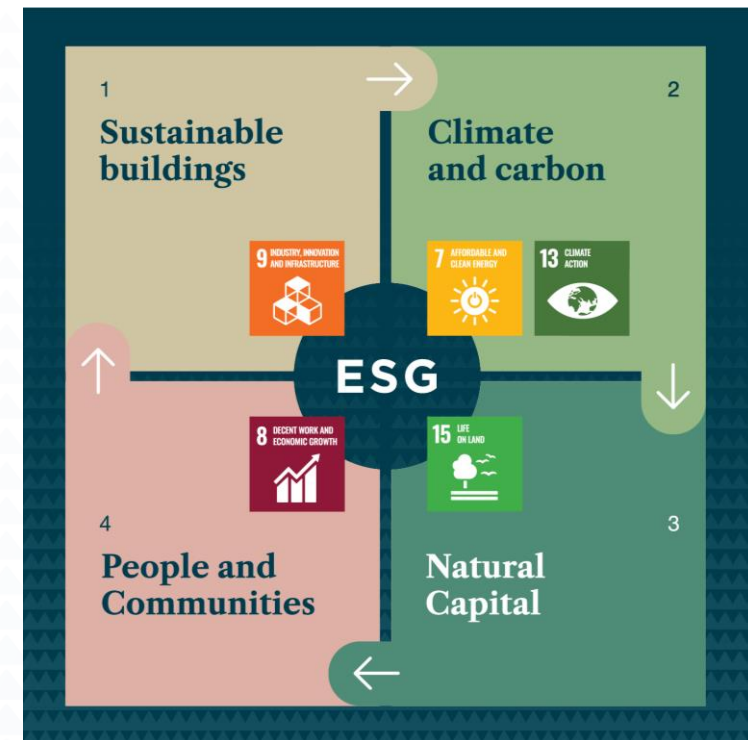 1
Sustainable
buildings
9 INDUSTRY, INNOVATION
AND INFRASTRUCTURE
2
Climate
and carbon
7 AFFORDABLE AND
CLEAN ENERGY
13 CLIMATE
ACTION
ESG
8 DECENT WORK AND
ECONOMIC GROWTH
4
People and
Communities
15 LIFE
ON LAND
3
Natural
Capital